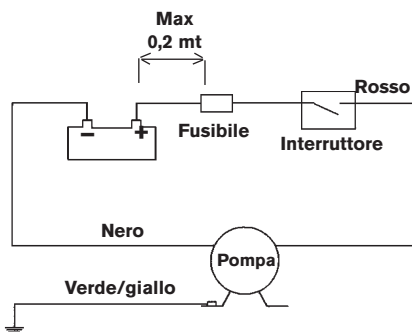 Max
0,2 mt
Rosso
− +
Fusibile
Interruttore
Nero
Pompa
Verde/giallo